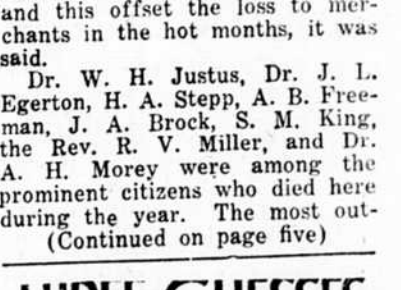 and this offset the loss to mer-
chants in the hot months, it was
said.
Dr. W. H. Justus, Dr. J. L.
Egerton, H. A. Stepp, A. B. Free-
man, J. A. Brock, S. M. King,
the Rev. R. V. Miller, and Dr.
A. H. Morey were among the
prominent citizens who died here
during the year. The most out-
(Continued on page five)